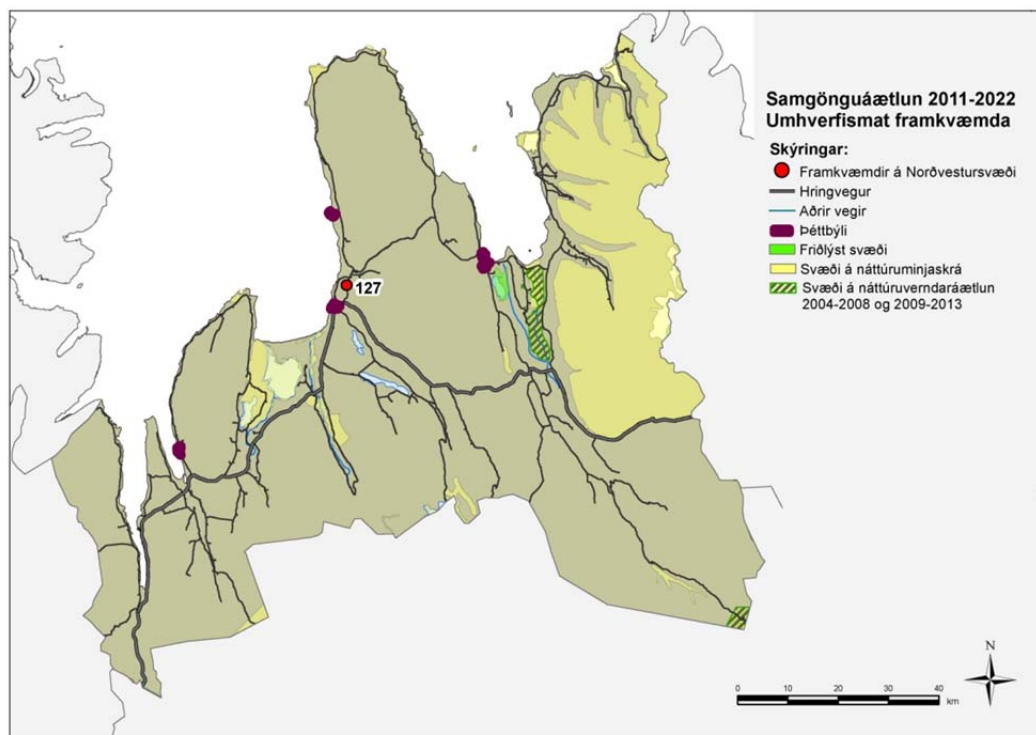 Samgönguáætlun 2011-2022
Umhverfismat framkvæmda
Skýringar:
Framkvæmdir á Norðvestursvæði
Hringvegur
Aðrir vegir
Þéttbýli
Friðlýst svæði
Svæði á náttúruminjaskrá
Svæði á náttúruverndaráætlun
2004-2008 og 2009-2013
127
N
0 10 20 30 40
km